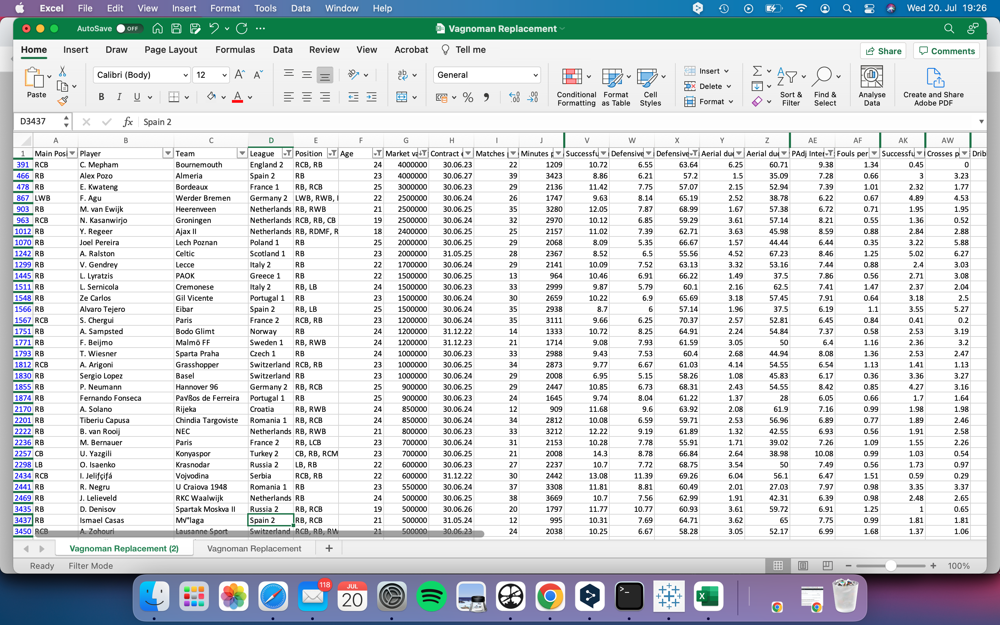 Excel File Edit View Insert Format Tools Data Window Help Wed 20. Jul 19:26
AutoSave OFF Vagnoman Replacement
Home Insert Draw Page Layout Formulas Data Review View Acrobat Tell me Share Comments
Paste Calibri (Body) 12 A A General Conditional Formatting Format as Table Cell Styles Insert Delete Format Sort & Filter Find & Select Analyse Data Create and Share Adobe PDF
B I U A
D3437 fx Spain 2
A B C D E F G H I J V W X Y Z AE AF AK AW
1 Main Posi Player Team League Position Age Market va Contract e Matches Minutes p Successfu Defensive Defensive Aerial due Aerial due PAdj Inter Fouls per Successfu Crosses p Drib
391 RCB C. Mepham Bournemouth England 2 RCB, RB 24 4000000 30.06.23 22 1209 10.72 6.55 63.64 6.25 60.71 9.38 1.34 0.45 0
466 RB Alex Pozo Almeria Spain 2 RB 23 4000000 30.06.27 39 3423 8.86 6.21 57.2 1.5 35.09 7.28 0.66 3 3.23
478 RB E. Kwateng Bordeaux France 1 RB, RCB 25 3000000 30.06.23 29 2136 11.42 7.75 57.07 2.15 52.94 7.39 1.01 2.32 1.77
867 LWB F. Agu Werder Bremen Germany 2 LWB, RWB, 22 2500000 30.06.24 26 1747 9.63 8.14 65.19 2.52 38.78 6.22 0.67 4.89 4.53
903 RB M. van Ewijk Heerenveen Netherlands RB, RWB 21 2500000 30.06.25 35 3280 12.05 7.87 68.99 1.67 57.38 6.72 0.71 1.95 1.95
963 RCB N. Kasanwirjo Groningen Netherlands RCB, RB, CB 19 2500000 30.06.24 32 2970 10.12 6.85 59.29 3.61 57.14 8.21 0.55 1.36 0.52
1012 RB Y. Regeer Ajax II Netherlands RB, RDMF, R 18 2400000 30.06.25 25 2157 11.02 7.39 62.71 3.63 45.98 8.59 0.88 2.84 2.88
1070 RB Joel Pereira Lech Poznan Poland 1 RB 25 2000000 30.06.25 29 2068 8.09 5.35 66.67 1.57 44.44 6.44 0.35 3.22 5.88
1242 RB A. Ralston Celtic Scotland 1 RB 23 2000000 31.05.25 28 2367 8.52 6.5 55.56 4.52 67.23 8.46 1.25 5.02 6.27
1299 RB V. Gendrey Lecce Italy 2 RB 22 1700000 30.06.24 29 2141 10.09 7.52 63.13 3.32 53.16 7.44 0.88 2.4 3.03
1445 RB L. Lyratzis PAOK Greece 1 RB 22 1500000 30.06.25 13 964 10.46 6.91 66.22 1.49 37.5 7.86 0.56 2.71 3.08
1511 RB L. Sernicola Cremonese Italy 2 RB, LB 24 1500000 30.06.23 33 2999 9.87 5.79 60.1 2.16 62.5 7.41 1.47 2.37 2.04
1548 RB Ze Carlos Gil Vicente Portugal 1 RB 23 1500000 30.06.24 30 2659 10.22 6.9 65.69 3.18 57.45 7.91 0.64 3.18 2.5
1566 RB Alvaro Tejero Eibar Spain 2 RB, LB 25 1500000 30.06.24 35 2938 8.7 6 57.14 1.96 37.5 6.19 1.1 3.55 5.27
1567 RCB S. Chergui Paris France 2 RCB, RB 23 1200000 30.06.24 35 3111 9.66 6.25 70.37 2.57 52.81 6.45 0.84 0.41 0.2
1751 RB A. Sampsted Bodo Glimt Norway RB 24 1200000 31.12.22 14 1333 10.72 8.25 64.91 2.24 54.84 7.37 0.58 2.53 3.19
1771 RB F. Beijmo Malmö FF Sweden 1 RB, RWB 24 1200000 31.12.23 21 1714 9.08 7.93 61.59 3.05 50 6.4 1.16 2.36 3.2
1793 RB T. Wiesner Sparta Praha Czech 1 RB 24 1000000 30.06.23 33 2988 9.43 7.53 60.4 2.68 44.94 8.08 1.36 2.53 2.47
1812 RCB A. Arigoni Grasshopper Switzerland RCB, RB 23 1000000 30.06.25 34 2873 9.77 6.67 61.03 4.14 54.55 6.54 1.13 1.41 1.13
1830 RB Sergio Lopez Basel Switzerland RB 23 1000000 30.06.24 29 2008 6.95 5.15 58.26 1.08 45.83 6.17 0.36 3.36 3.27
1855 RB P. Neumann Hannover 96 Germany 2 RB, RCB 25 900000 30.06.25 29 2447 10.85 6.73 68.31 2.43 54.55 8.42 0.85 4.27 3.16
1874 RB Fernando Fonseca Pa√ßos de Ferreira Portugal 1 RB 25 900000 30.06.23 24 1645 9.74 8.04 61.22 1.37 28 6.05 0.66 1.7 1.64
2170 RB A. Solano Rijeka Croatia RB, RWB 24 850000 30.06.24 12 909 11.68 9.6 63.92 2.08 61.9 7.16 0.99 1.98 1.98
2201 RB Tiberiu Capusa Chindia Targoviste Romania 1 RB, RCB 24 850000 30.06.24 34 2812 10.08 6.59 59.71 2.53 56.96 6.89 0.77 1.89 2.46
2222 RB B. van Rooij NEC Netherlands RB, RWB 21 800000 30.06.23 33 3212 12.22 9.19 61.89 1.32 42.55 6.93 0.56 1.91 2.58
2236 RB M. Bernauer Paris France 2 RB, LCB 23 700000 30.06.24 31 2153 10.28 7.78 55.91 1.71 39.02 7.26 1.09 1.55 2.26
2257 CB U. Yazgili Konyaspor Turkey 2 CB, RB, RCM 23 700000 30.06.25 21 2008 14.3 8.78 66.84 2.64 38.98 10.08 0.99 1.03 0.54
2298 LB O. Isaenko Krasnodar Russia 2 LB, RB 22 600000 30.06.23 27 2237 10.7 7.72 68.75 3.54 50 7.49 0.56 1.73 0.97
2434 RCB I. Jeliƒçiƒá Vojvodina Serbia RCB, RB 22 600000 31.12.22 30 2442 13.08 11.39 69.26 6.04 56.1 6.47 1.51 0.59 0.29
2441 RB R. Negru U Craiova 1948 Romania 1 RB 23 550000 30.06.24 37 3308 11.81 8.81 60.49 2.01 27.03 7.97 0.98 3.35 3.37
2469 RB J. Lelieveld RKC Waalwijk Netherlands RB 24 500000 30.06.25 38 3669 10.7 7.56 62.99 1.91 42.31 6.39 0.98 2.48 2.65
3435 RB D. Denisov Spartak Moskva II Russia 2 RB, RCB 19 500000 30.06.26 20 1797 11.77 10.77 60.93 3.61 59.72 6.91 1.25 1 0.65
3437 RB Ismael Casas M√°laga Spain 2 RB, RCB 21 500000 31.05.24 12 995 10.31 7.69 64.71 3.62 65 7.75 0.99 1.81 1.81
3450 RCB A. Zohouri Lausanne Sport Switzerland RCB, RB, RW 21 500000 30.06.23 24 2038 10.25 6.67 58.28 3.05 52.17 6.99 1.68 1.37 1.06
Vagnoman Replacement (2) Vagnoman Replacement +
Ready Filter Mode 100%
118 JUL 20